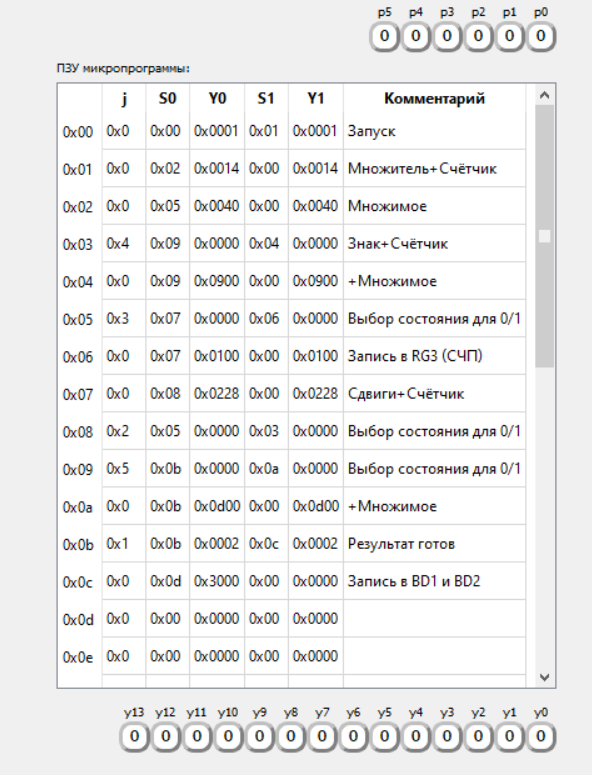 p5 p4 p3 p2 p1 p0
0 0 0 0 0 0
ПЗУ микропрограммы:
j S0 Y0 S1 Y1 Комментарий
0x00 0x0 0x00 0x0001 0x01 0x0001 Запуск
0x01 0x0 0x02 0x0014 0x00 0x0014 Множитель+Счётчик
0x02 0x0 0x05 0x0040 0x00 0x0040 Множимое
0x03 0x4 0x09 0x0000 0x04 0x0000 Знак+Счётчик
0x04 0x0 0x09 0x0900 0x00 0x0900 +Множимое
0x05 0x3 0x07 0x0000 0x06 0x0000 Выбор состояния для 0/1
0x06 0x0 0x07 0x0100 0x00 0x0100 Запись в RG3 (СЧП)
0x07 0x0 0x08 0x0228 0x00 0x0228 Сдвиги+Счётчик
0x08 0x2 0x05 0x0000 0x03 0x0000 Выбор состояния для 0/1
0x09 0x5 0x0b 0x0000 0x0a 0x0000 Выбор состояния для 0/1
0x0a 0x0 0x0b 0x0d00 0x00 0x0d00 +Множимое
0x0b 0x1 0x0b 0x0002 0x0c 0x0002 Результат готов
0x0c 0x0 0x0d 0x3000 0x00 0x0000 Запись в BD1 и BD2
0x0d 0x0 0x00 0x0000 0x00 0x0000
0x0e 0x0 0x00 0x0000 0x00 0x0000
y13 y12 y11 y10 y9 y8 y7 y6 y5 y4 y3 y2 y1 y0
0 0 0 0 0 0 0 0 0 0 0 0 0 0